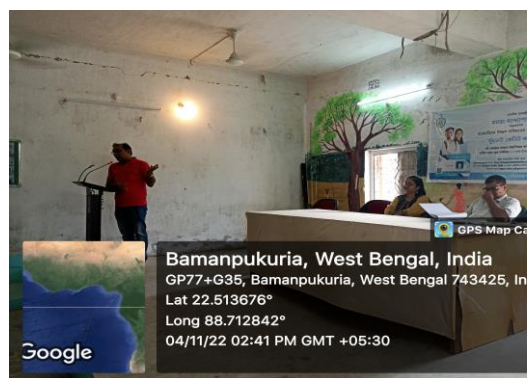 GPS Map Ca
Bamanpukuria, West Bengal, India
GP77+G35, Bamanpukuria, West Bengal 743425, In
Lat 22.513676°
Long 88.712842°
04/11/22 02:41 PM GMT +05:30
Google